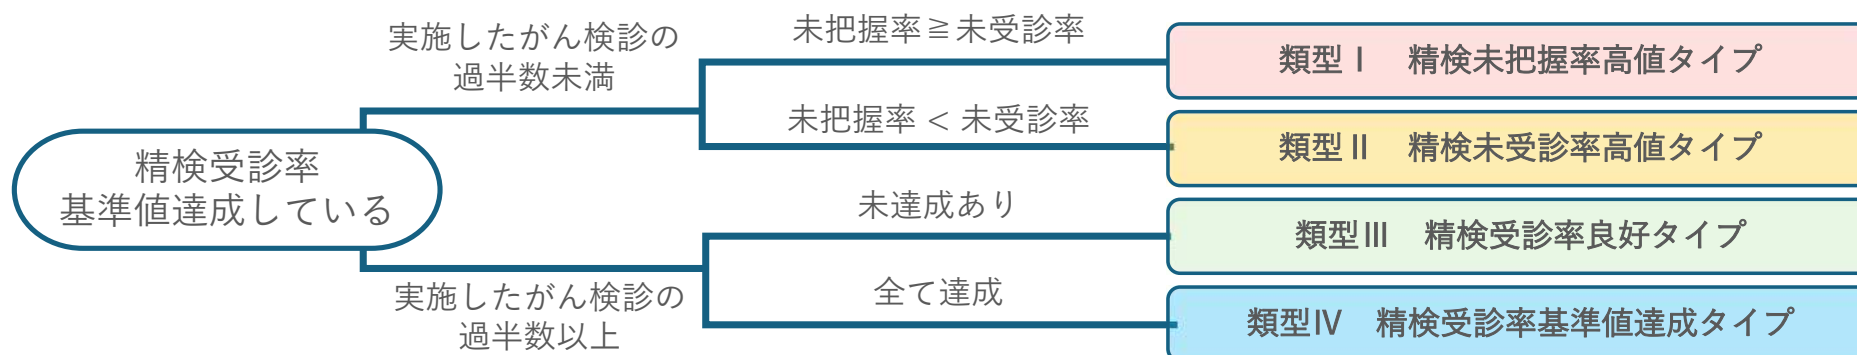 精検受診率
基準値達成している
実施したがん検診の
過半数未満
未把握率≧未受診率
類型Ⅰ　精検未把握率高値タイプ
未把握率 < 未受診率
類型Ⅱ　精検未受診率高値タイプ
実施したがん検診の
過半数以上
未達成あり
類型Ⅲ　精検受診率良好タイプ
全て達成
類型Ⅳ　精検受診率基準値達成タイプ